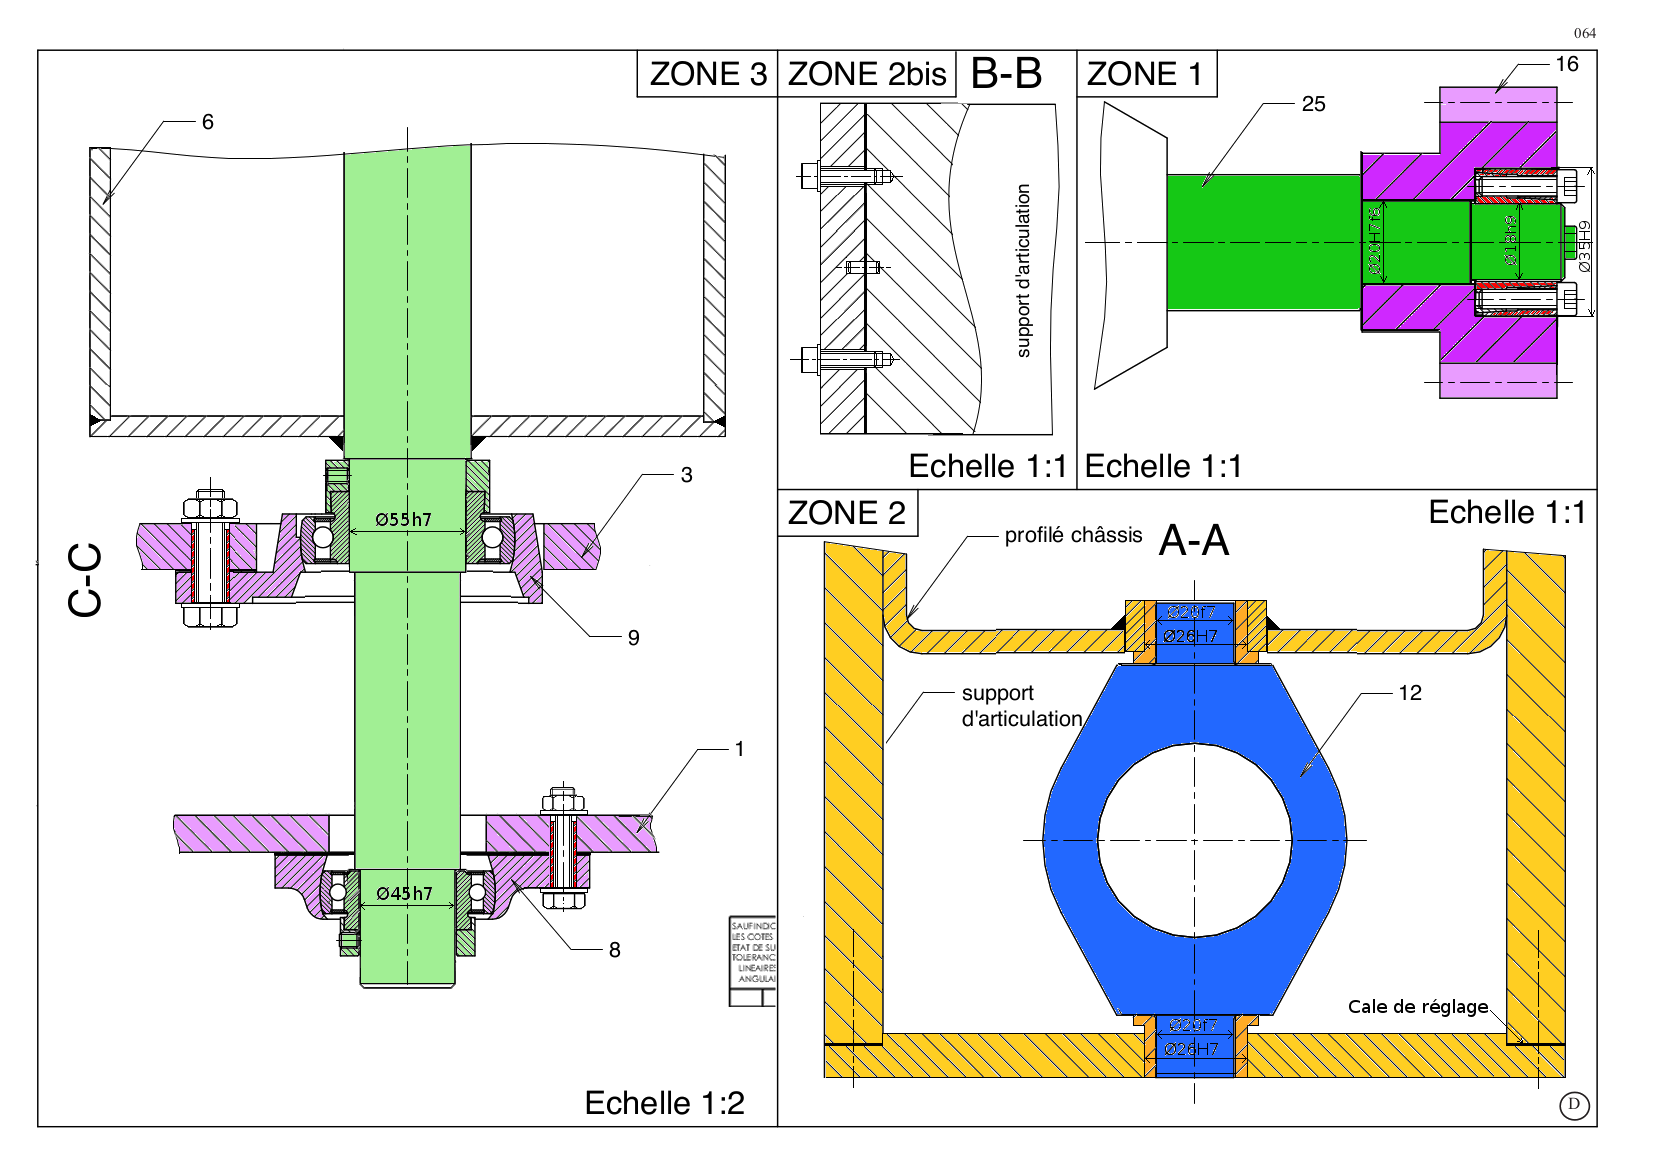 064
ZONE 3
6
3
Ø55h7
C-C
9
1
Ø45h7
8
SAUF INDIC
LES COTES
ETAT DE SU
TOLERANC
LINEAIRES
ANGULAI
Echelle 1:2
ZONE 2bis
B-B
support d'articulation
Echelle 1:1
ZONE 1
16
25
Ø20H7f6
Ø18h9
Ø35H9
Echelle 1:1
ZONE 2
Echelle 1:1
profilé châssis
A-A
Ø20f7
Ø26H7
support
d'articulation
12
Cale de réglage
Ø20f7
Ø26H7
D